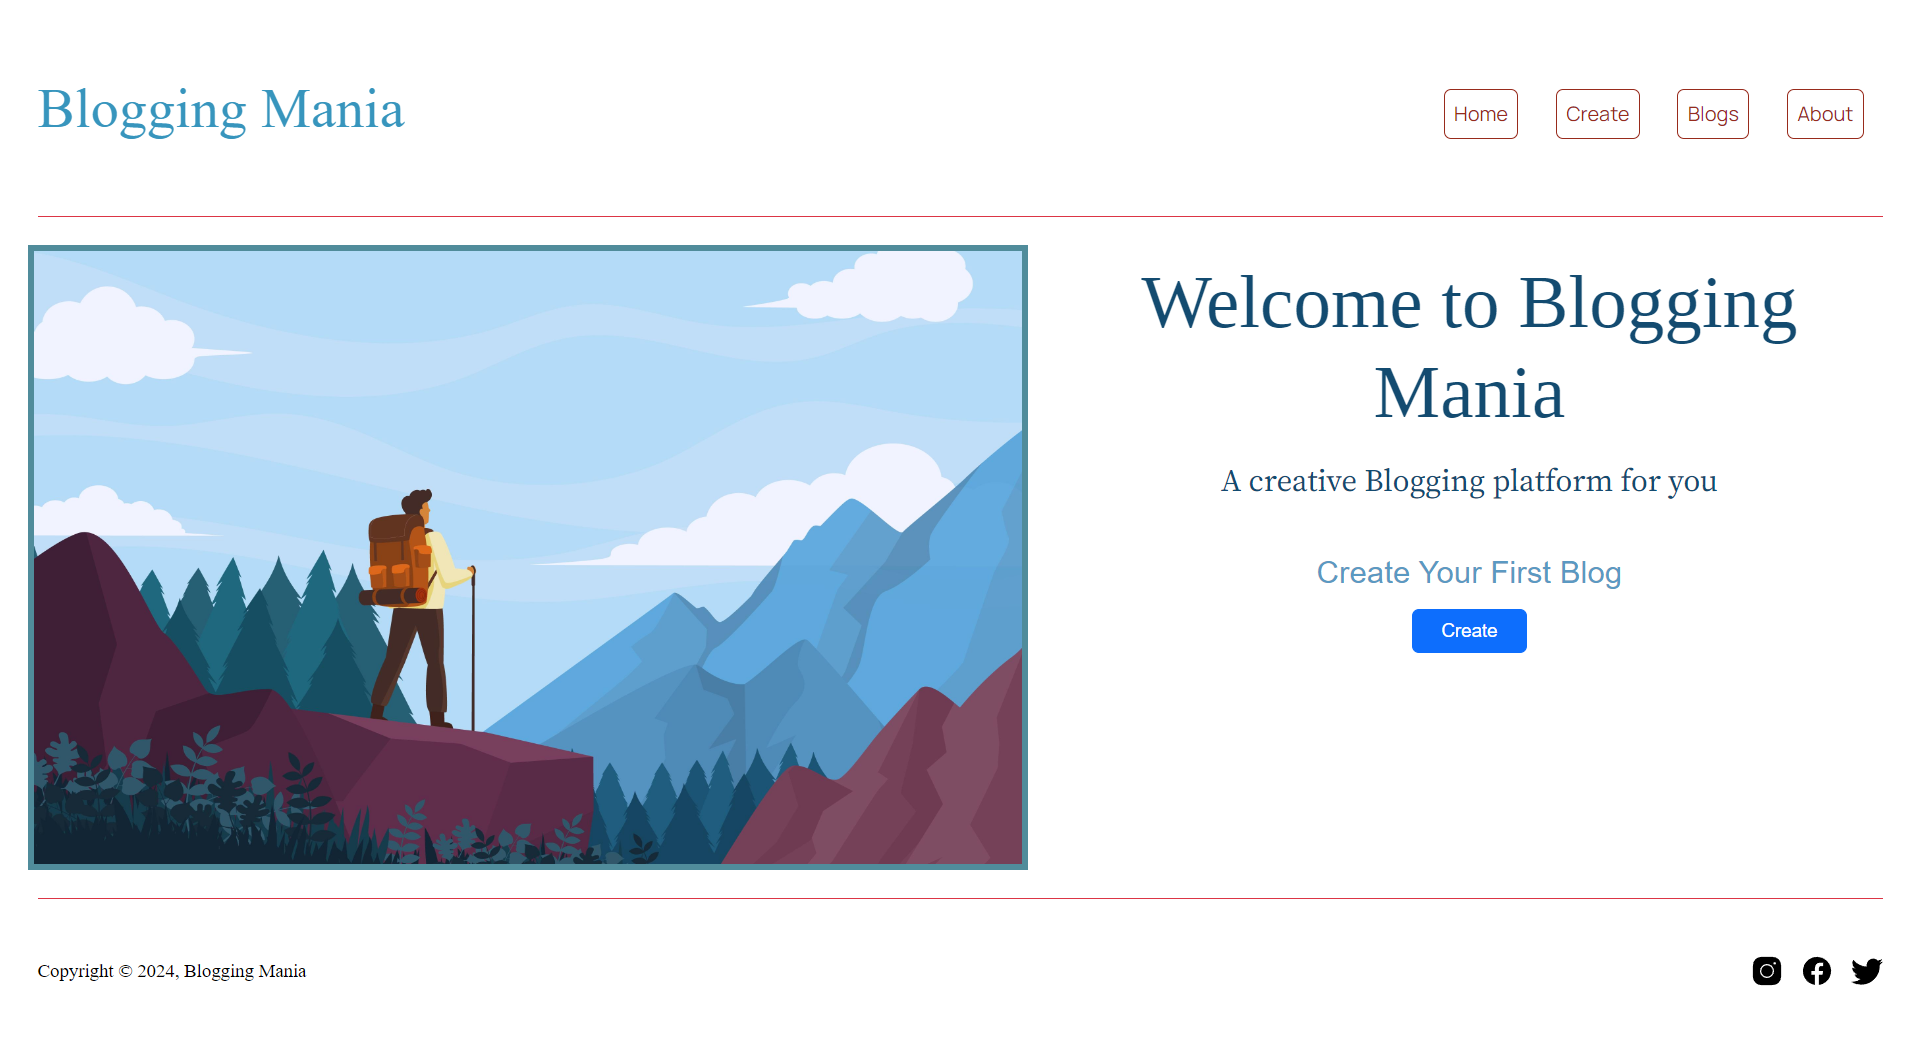 Blogging Mania
Home Create Blogs About
Welcome to Blogging
Mania
A creative Blogging platform for you
Create Your First Blog
Create
Copyright © 2024, Blogging Mania